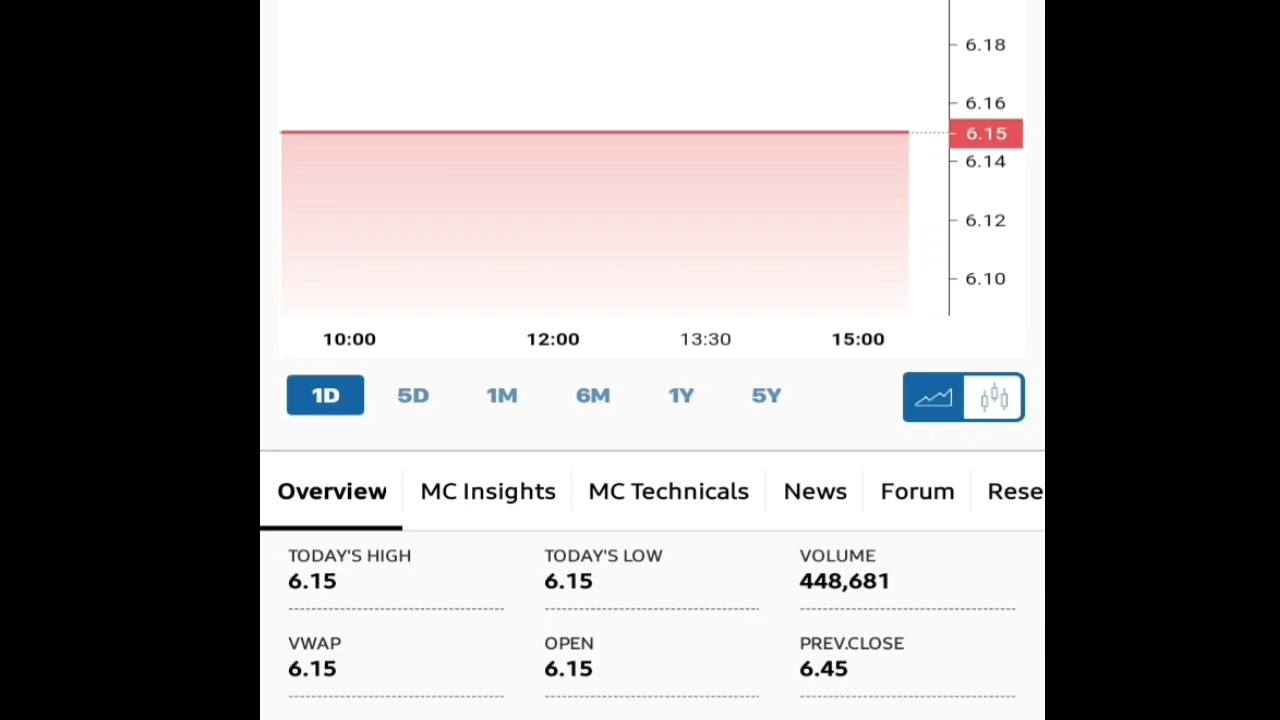 6.18
6.16
6.15
6.14
6.12
6.10
10:00 12:00 13:30 15:00
1D 5D 1M 6M 1Y 5Y
Overview MC Insights MC Technicals News Forum Rese
TODAY'S HIGH TODAY'S LOW VOLUME
6.15 6.15 448,681
VWAP OPEN PREV.CLOSE
6.15 6.15 6.45